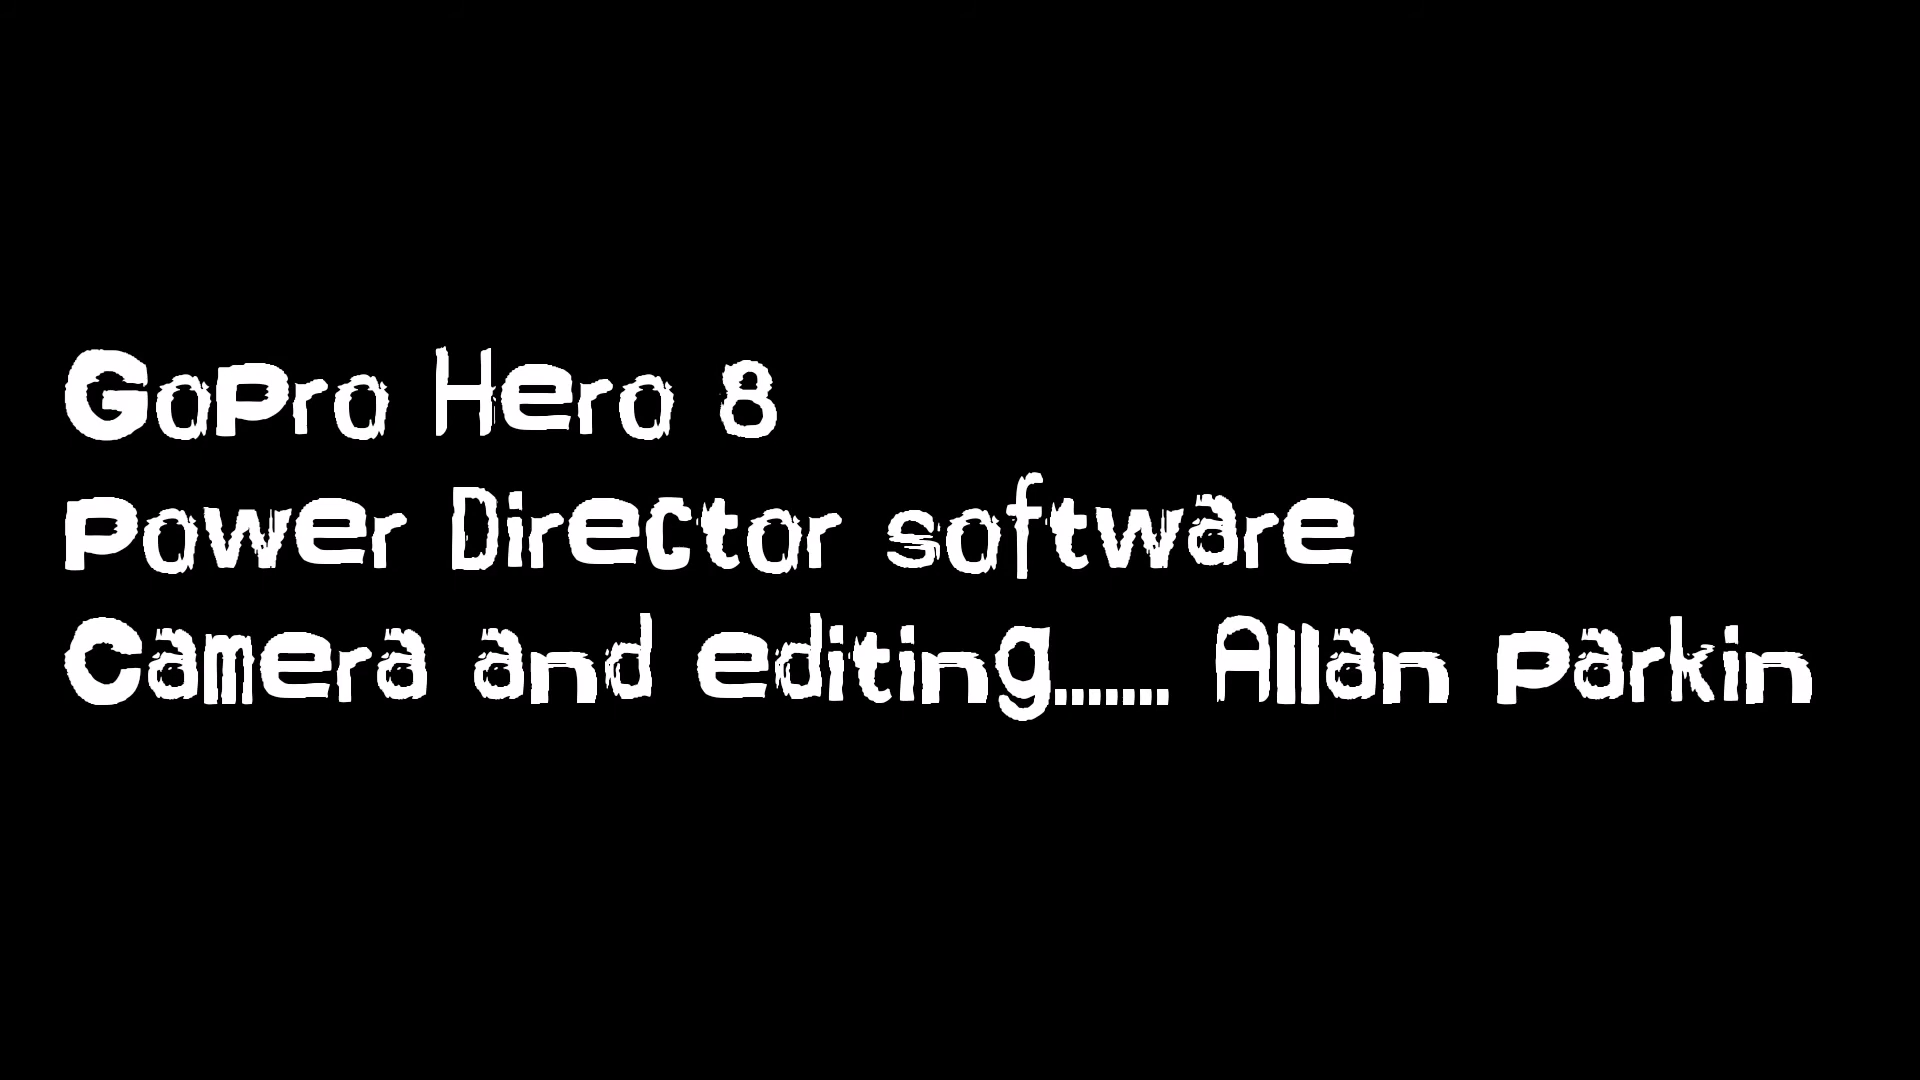 GoPro Hero 8
Power Director software
Camera and editing....... Allan Parkin